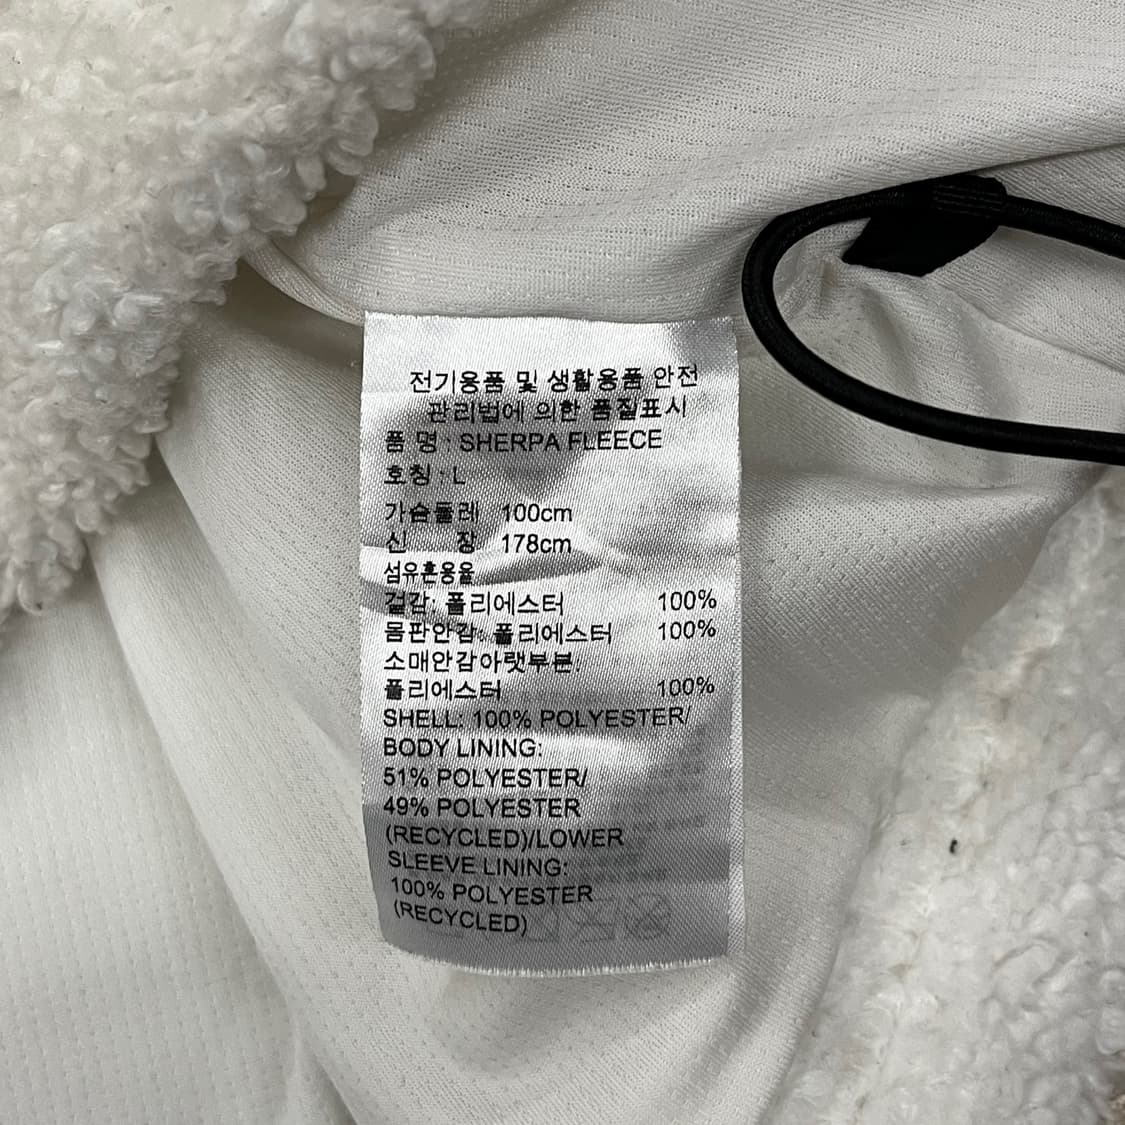 전기용품 및 생활용품 안전
관리법에 의한 품질표시
품 명 : SHERPA FLEECE
호칭 : L
가슴둘레 100cm
신 장 178cm
섬유혼용율
겉감: 폴리에스터 100%
몸판안감: 폴리에스터 100%
소매안감아랫부분:
폴리에스터 100%
SHELL: 100% POLYESTER/
BODY LINING:
51% POLYESTER/
49% POLYESTER
(RECYCLED)/LOWER
SLEEVE LINING:
100% POLYESTER
(RECYCLED)